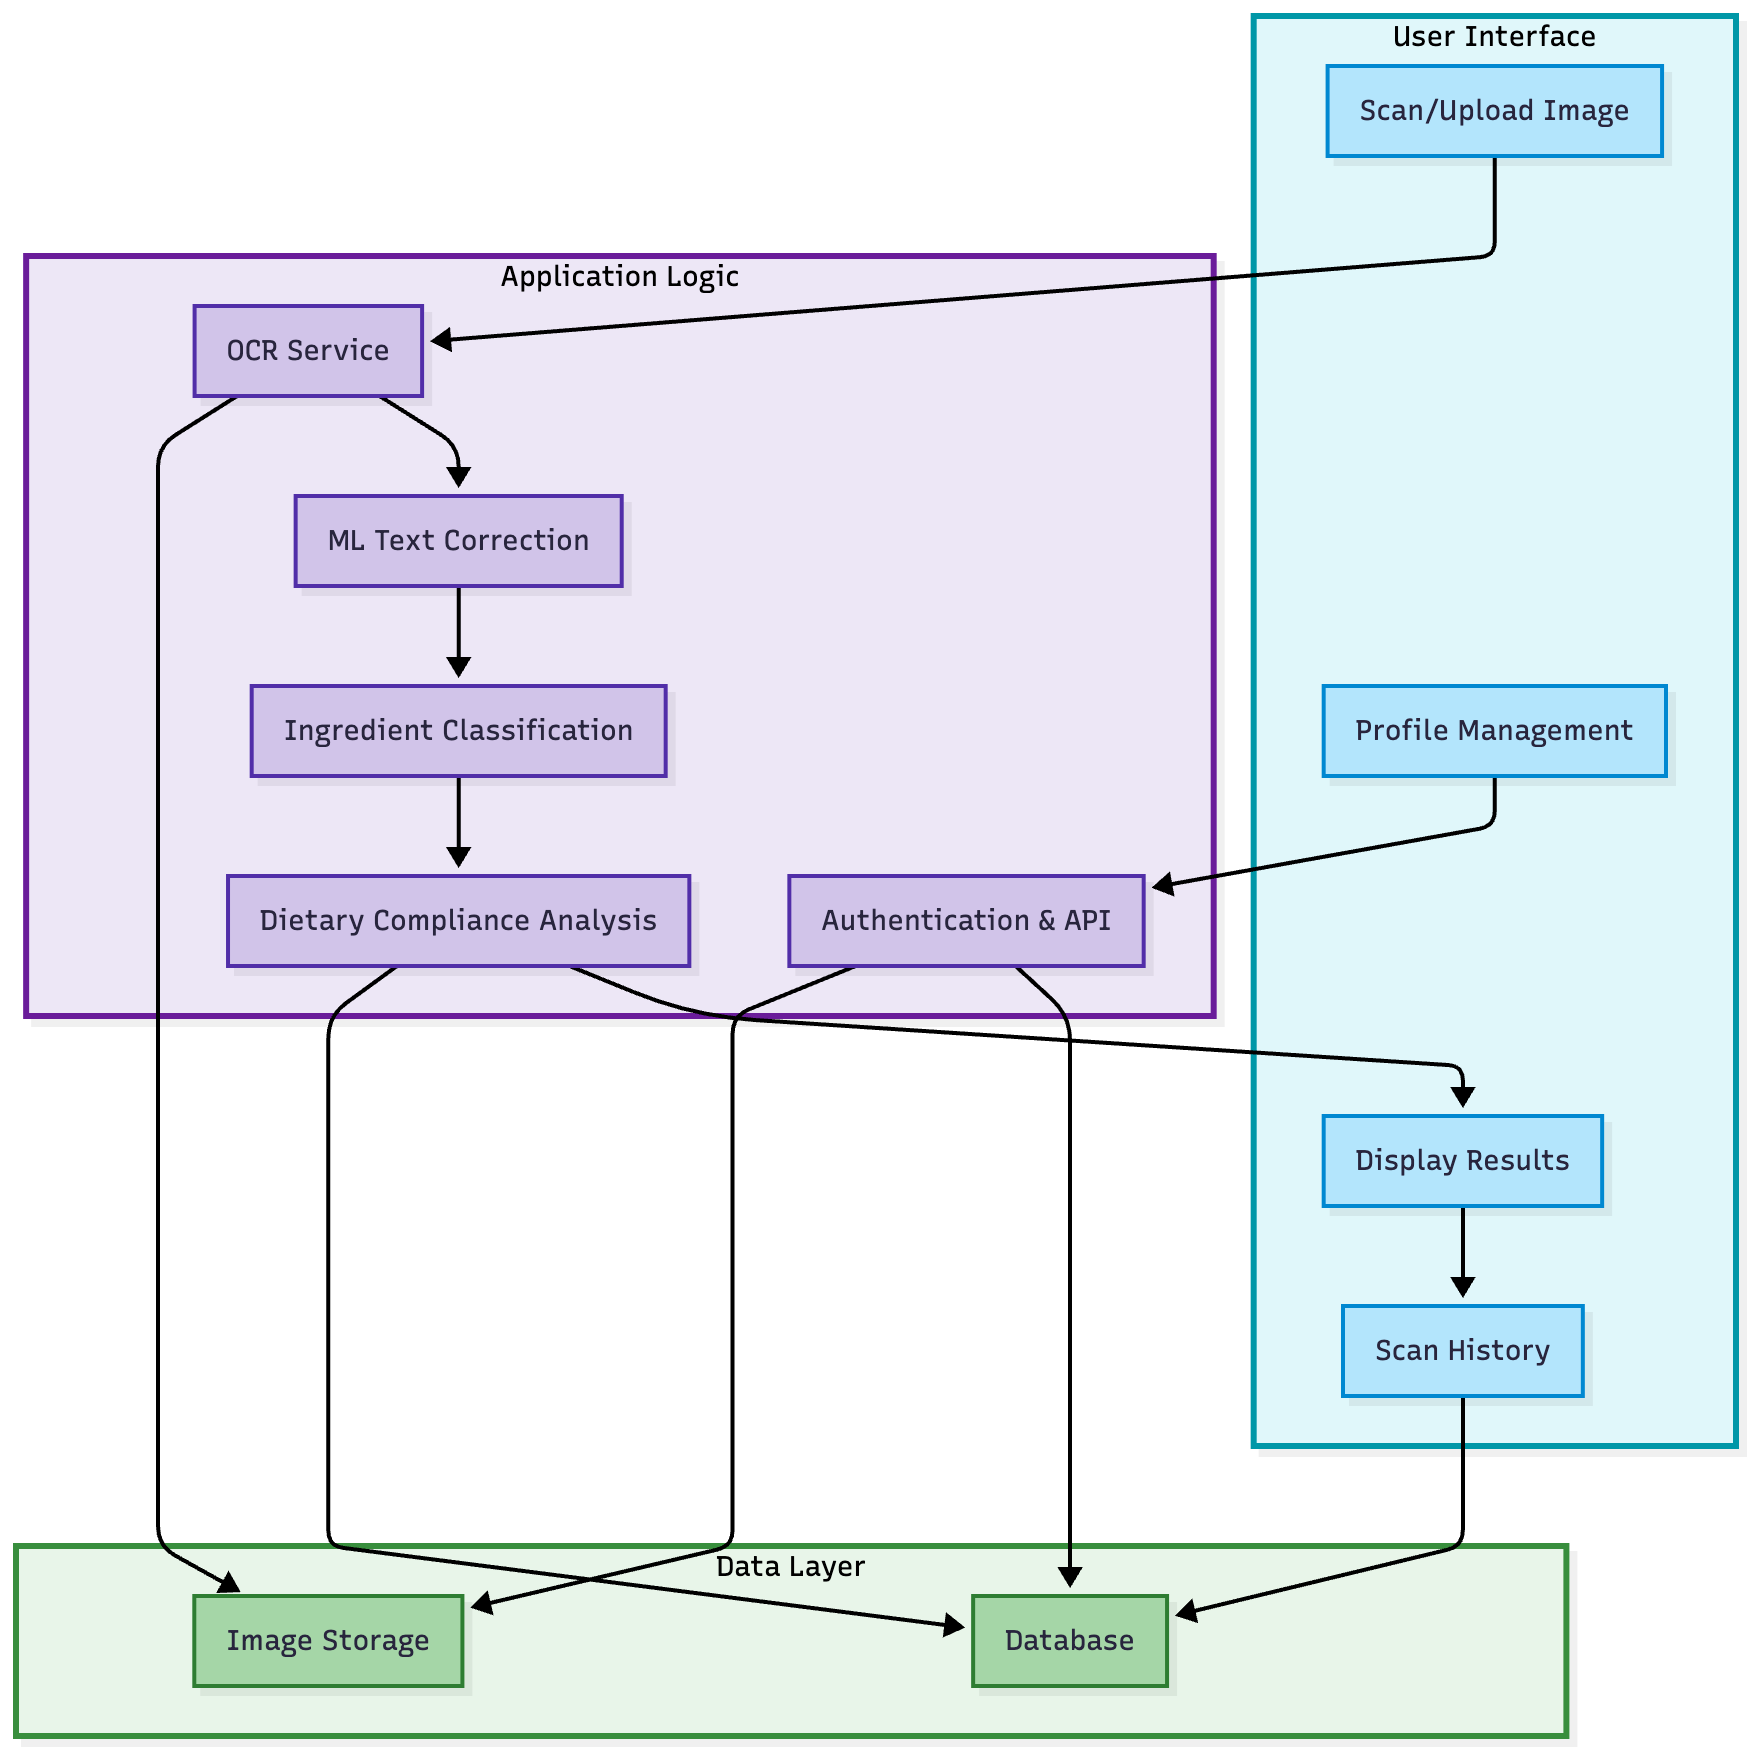 User Interface
Scan/Upload Image
Application Logic
OCR Service
ML Text Correction
Ingredient Classification
Profile Management
Dietary Compliance Analysis
Authentication & API
Display Results
Scan History
Data Layer
Image Storage
Database